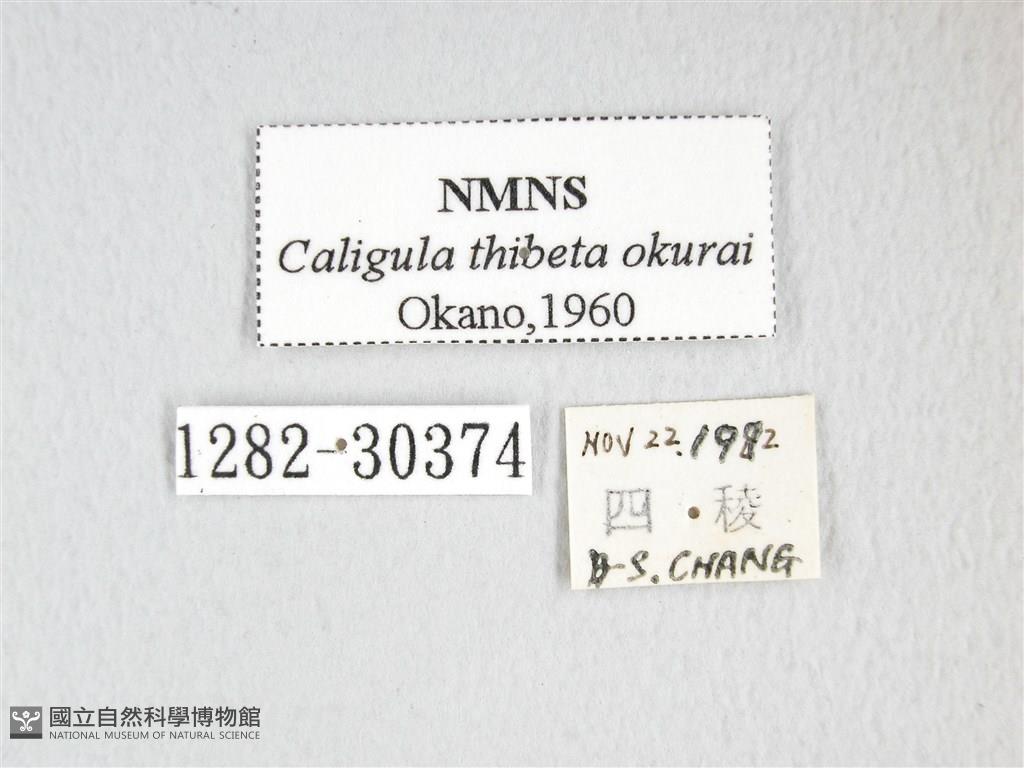 NMNS
Caligula thibeta okurai
Okano,1960
1282-30374
NOV 22.1982
四 稜
B-S.CHANG
國立自然科學博物館
NATIONAL MUSEUM OF NATURAL SCIENCE